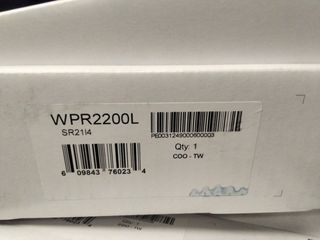 WPR2200L
SR21I4
PE0031249000600003
Qty: 1
COO - TW
6 09843 76023 4